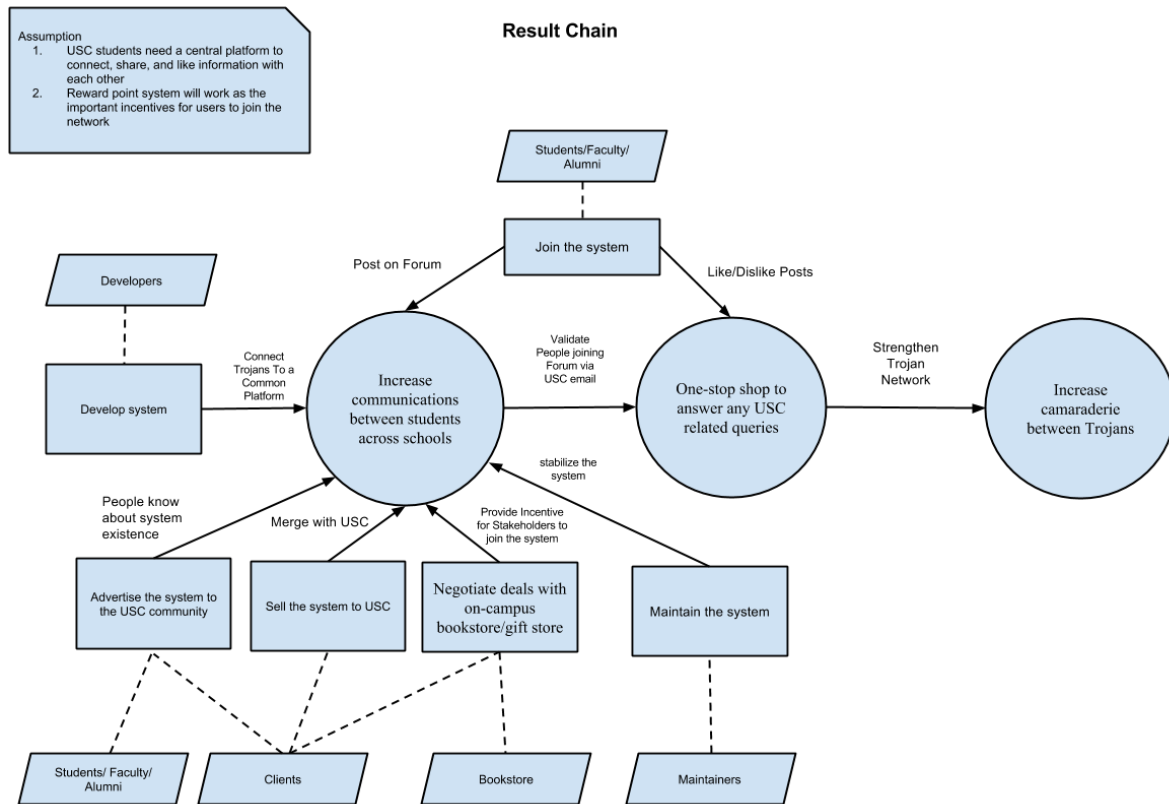 Result Chain
Assumption
1. USC students need a central platform to
connect, share, and like information with
each other
2. Reward point system will work as the
important incentives for users to join the
network
Students/Faculty/
Alumni
Join the system
Post on Forum
Like/Dislike Posts
Developers
Develop system
Connect
Trojans To a
Common
Platform
Increase
communications
between students
across schools
Validate
People joining
Forum via
USC email
One-stop shop to
answer any USC
related queries
Strengthen
Trojan
Network
Increase
camaraderie
between Trojans
People know
about system
existence
Merge with USC
Provide Incentive
for Stakeholders to
join the system
stabilize the
system
Advertise the system to
the USC community
Sell the system to USC
Negotiate deals with
on-campus
bookstore/gift store
Maintain the system
Students/ Faculty/
Alumni
Clients
Bookstore
Maintainers